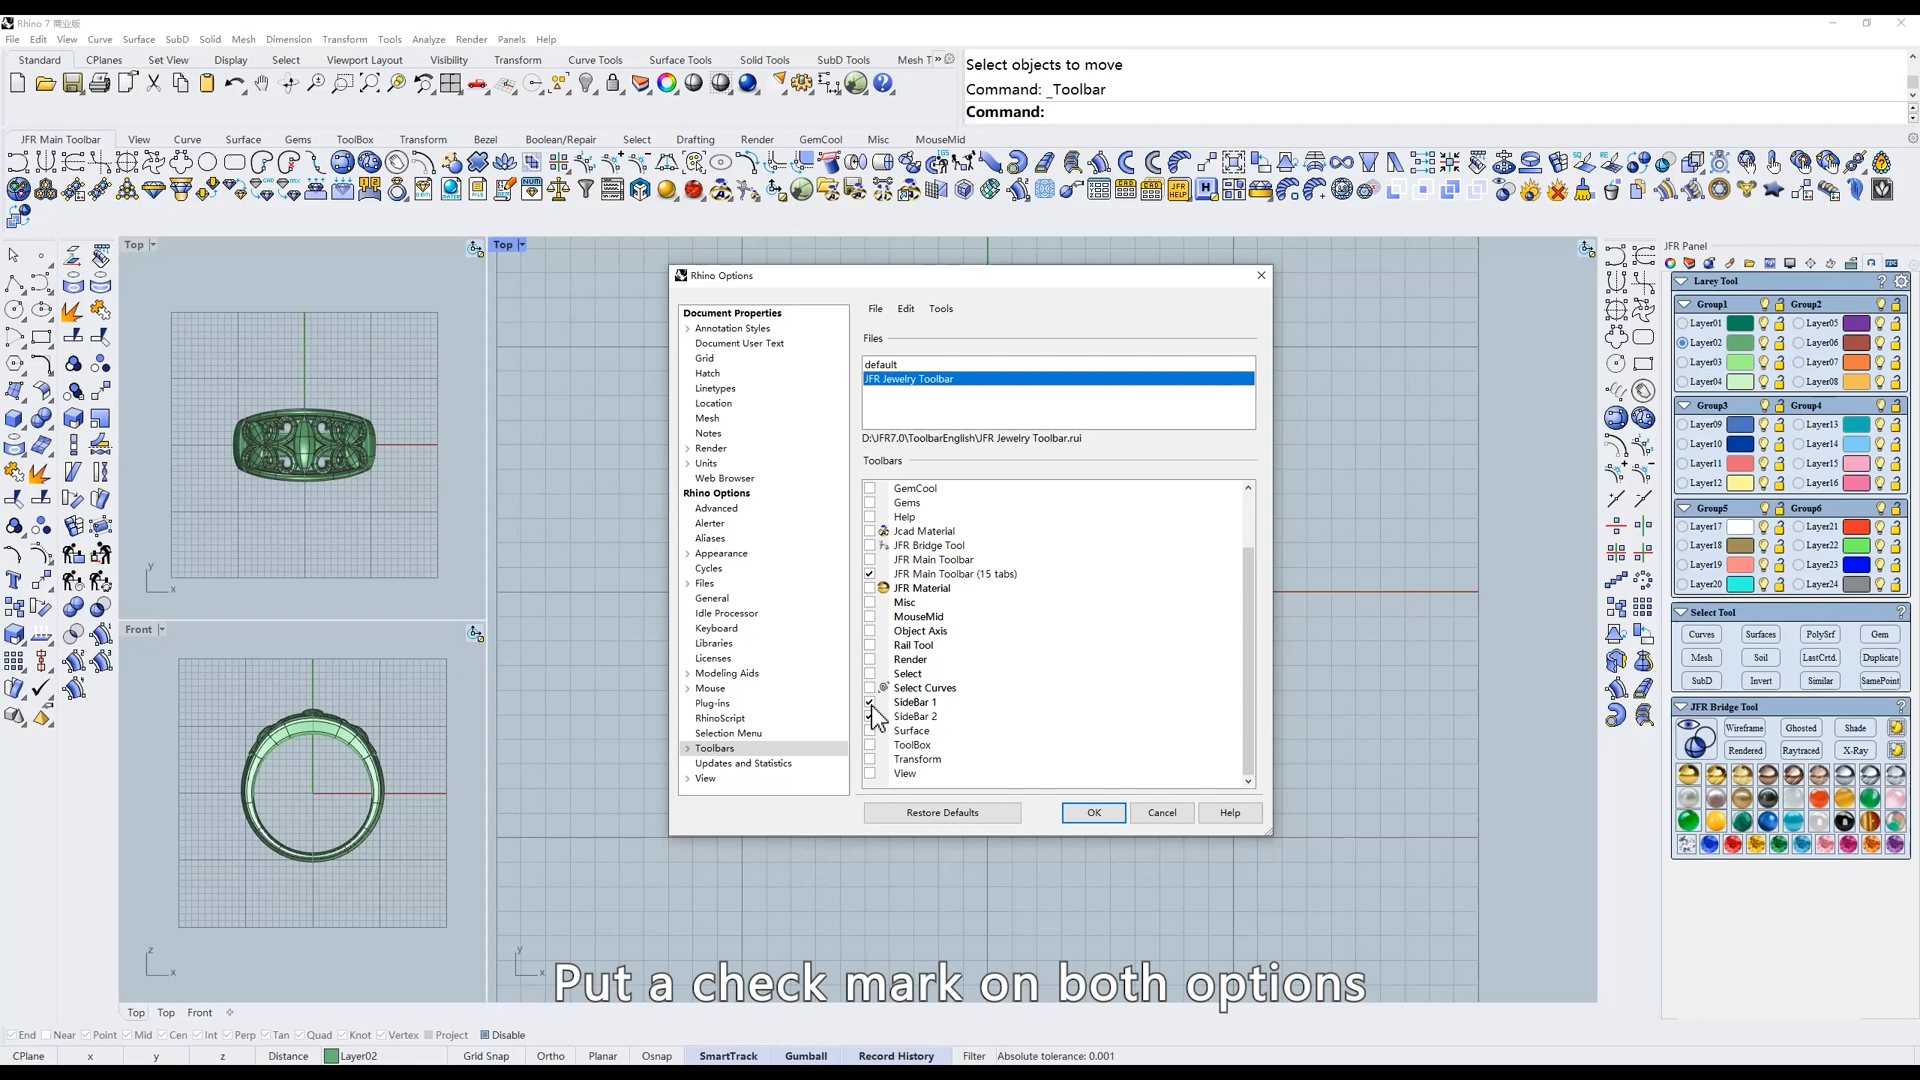 Rhino 7 商业版
File Edit View Curve Surface SubD Solid Mesh Dimension Transform Tools Analyze Render Panels Help
Standard CPlanes Set View Display Select Viewport Layout Visibility Transform Curve Tools Surface Tools Solid Tools SubD Tools Mesh T
Select objects to move
Command: _Toolbar
Command:
JFR Main Toolbar View Curve Surface Gems ToolBox Transform Bezel Boolean/Repair Select Drafting Render GemCool Misc MouseMid
Top
Top
Front
Rhino Options
Document Properties
Annotation Styles
Document User Text
Grid
Hatch
Linetypes
Location
Mesh
Notes
Render
Units
Web Browser
Rhino Options
Advanced
Alerter
Aliases
Appearance
Cycles
Files
General
Idle Processor
Keyboard
Libraries
Licenses
Modeling Aids
Mouse
Plug-ins
RhinoScript
Selection Menu
Toolbars
Updates and Statistics
View
File Edit Tools
Files
default
JFR Jewelry Toolbar
D:\JFR7.0\ToolbarEnglish\JFR Jewelry Toolbar.rui
Toolbars
GemCool
Gems
Help
Jcad Material
JFR Bridge Tool
JFR Main Toolbar
JFR Main Toolbar (15 tabs)
JFR Material
Misc
MouseMid
Object Axis
Rail Tool
Render
Select
Select Curves
SideBar 1
SideBar 2
Surface
ToolBox
Transform
View
Restore Defaults OK Cancel Help
JFR Panel
Larey Tool
Group1 Group2
Layer01 Layer05
Layer02 Layer06
Layer03 Layer07
Layer04 Layer08
Group3 Group4
Layer09 Layer13
Layer10 Layer14
Layer11 Layer15
Layer12 Layer16
Group5 Group6
Layer17 Layer21
Layer18 Layer22
Layer19 Layer23
Layer20 Layer24
Select Tool
Curves Surfaces PolySrf Gem
Mesh Soil LastCrtd. Duplicate
SubD Invert Similar SamePoint
JFR Bridge Tool
Wireframe Ghosted Shade
Rendered Raytraced X-Ray
Put a check mark on both options
Top Top Front
End Near Point Mid Cen Int Perp Tan Quad Knot Vertex Project Disable
CPlane x y z Distance Layer02 Grid Snap Ortho Planar Osnap SmartTrack Gumball Record History Filter Absolute tolerance: 0.001